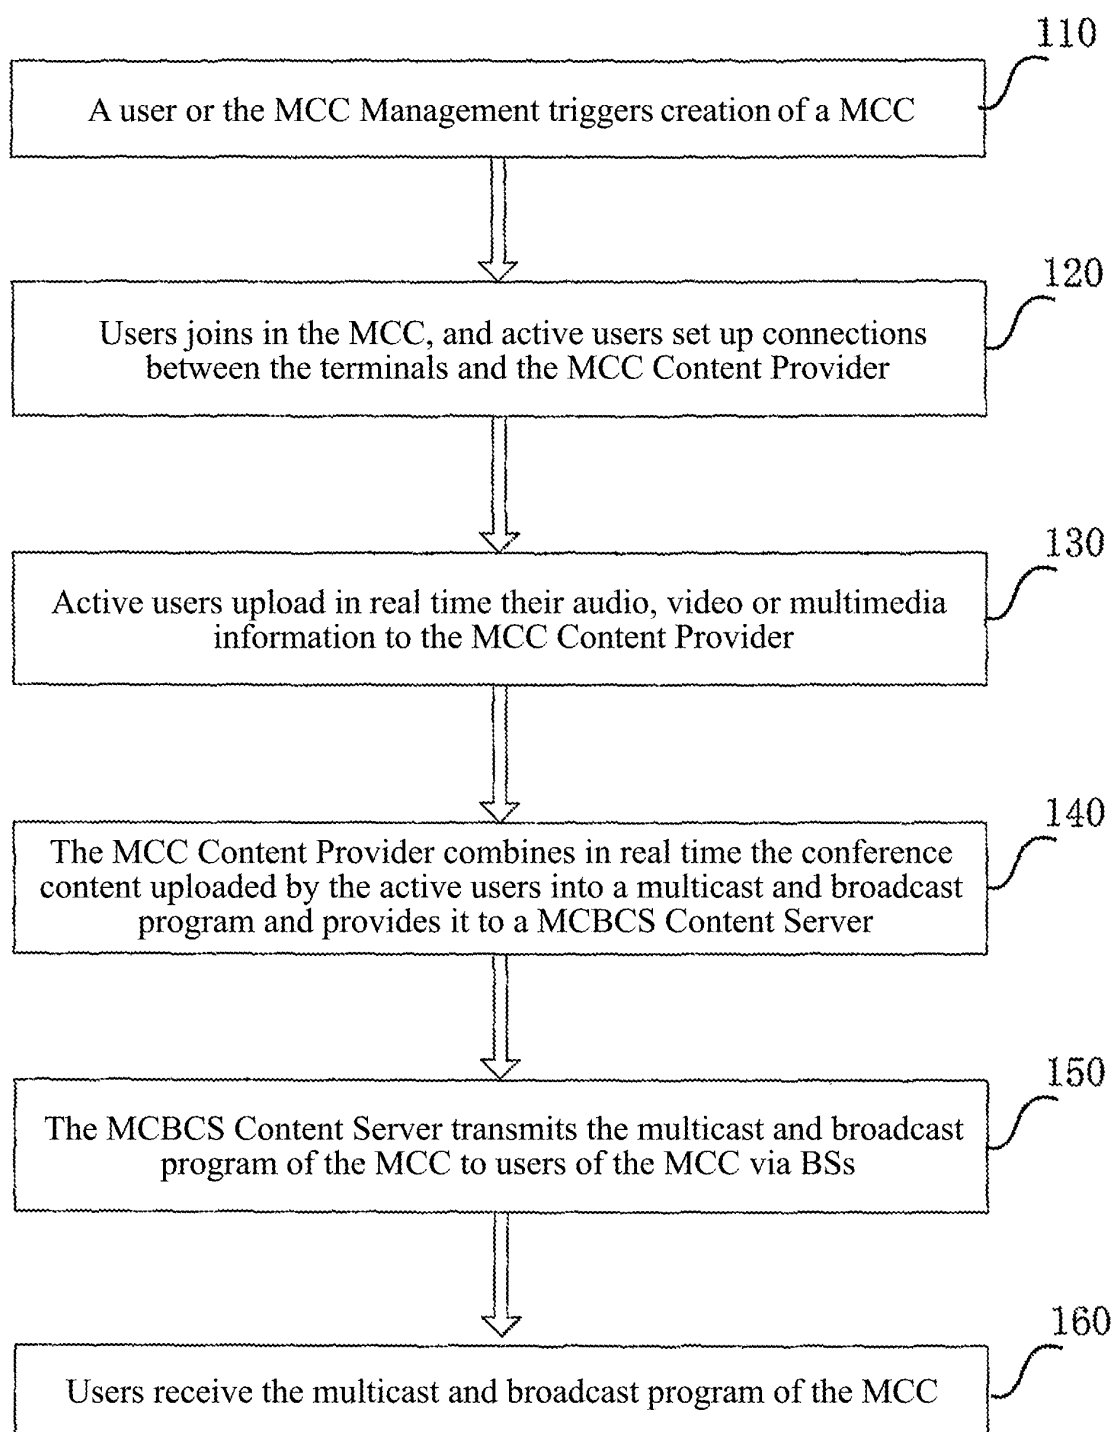 110
A user or the MCC Management triggers creation of a MCC
120
Users joins in the MCC, and active users set up connections
between the terminals and the MCC Content Provider
130
Active users upload in real time their audio, video or multimedia
information to the MCC Content Provider
140
The MCC Content Provider combines in real time the conference
content uploaded by the active users into a multicast and broadcast
program and provides it to a MCBCS Content Server
150
The MCBCS Content Server transmits the multicast and broadcast
program of the MCC to users of the MCC via BSs
160
Users receive the multicast and broadcast program of the MCC